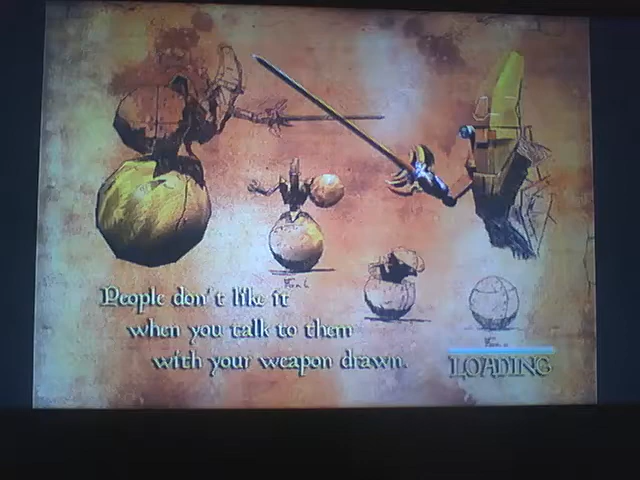 People don't like it
when you talk to them
with your weapon drawn.
LOADING